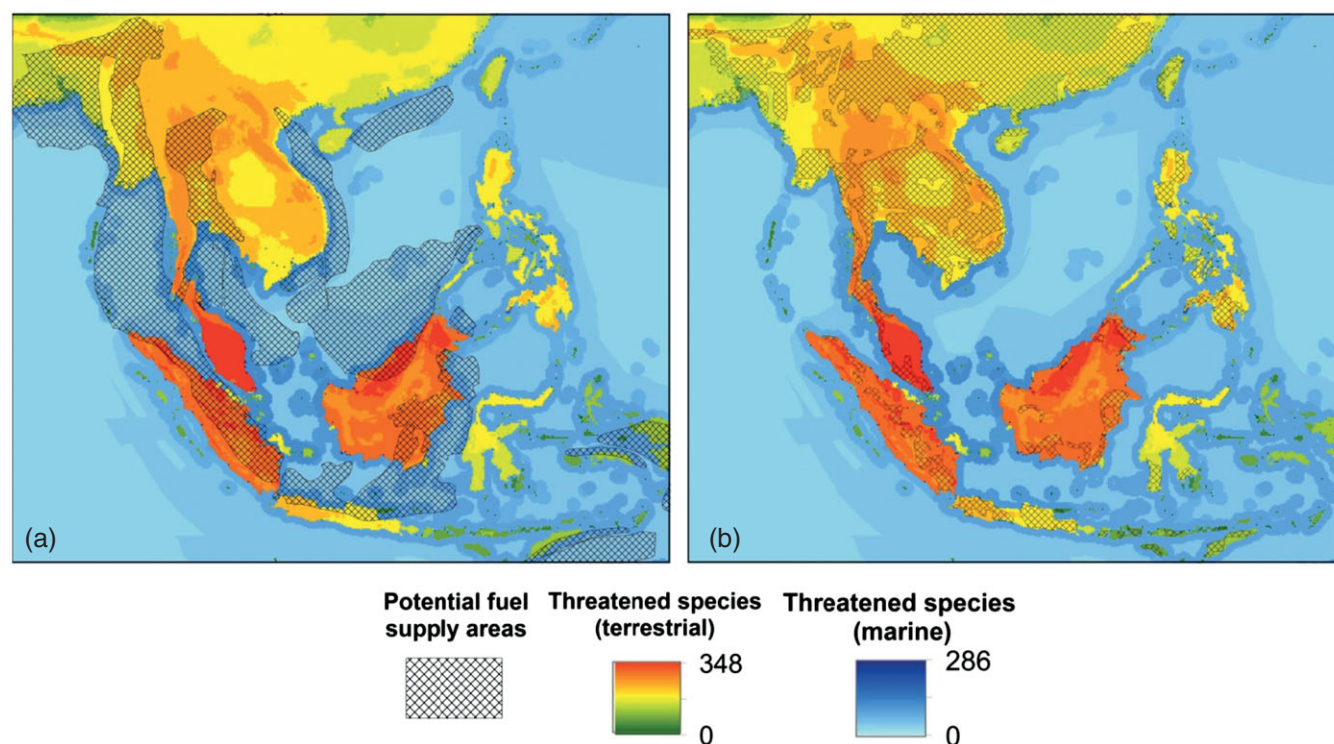 (a)
(b)
Potential fuel
supply areas
Threatened species
(terrestrial)
348
0
Threatened species
(marine)
286
0